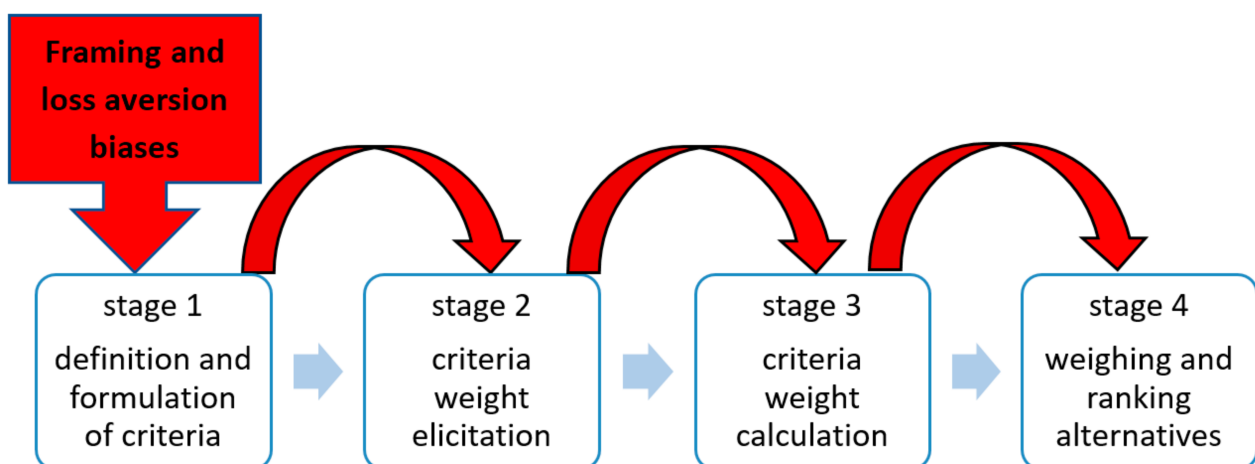 Framing and
loss aversion
biases
stage 1
definition and
formulation
of criteria
stage 2
criteria
weight
elicitation
stage 3
criteria
weight
calculation
stage 4
weighing and
ranking
alternatives